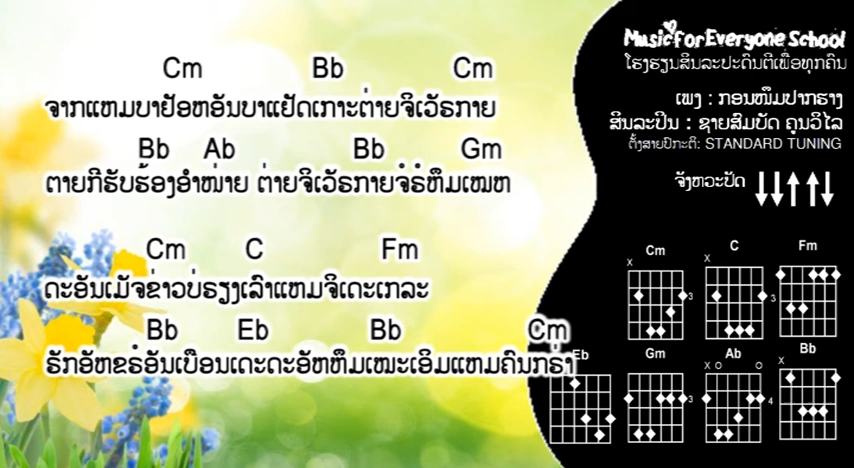 Cm Bb Cm
ຈາກແຫມບາຢັອຫອັນບາແຢັດເກາະຕ່າຍຈິເວັຣກາຍ
Bb Ab Bb Gm
ຕາຍກີຮັບຮ້ອງອຳໜ່າຍ ຕ່າຍຈິເວັຣກາຍຈໍຣໍຫຶມເໝຫ
Cm C Fm
ດະອັນເມັຈຂ່າວບ່ຣຽງເລົາແຫມຈິເດະເກລະ
Bb Eb Bb Cm
ຣັກອັຫຂຣໍອັນເບືອນເດະດະອັຫຫຶມເໝະເອິມແຫມຄົນກຣ່ຳ
Music For Everyone School
ໂຮງຮຽນສິນລະປະດົນຕີເພື່ອທຸກຄົນ
ເພງ : ກອນໜຶມປາກຮາງ
ສິນລະປິນ : ຊາຍສົມບັດ ຄຸນວິໄລ
ຕັ້ງສາຍປົກະຕິ: STANDARD TUNING
ຈັງຫວະປັດ
Cm C Fm
X X
3 3
Eb Gm Ab Bb
X O O X
3 4